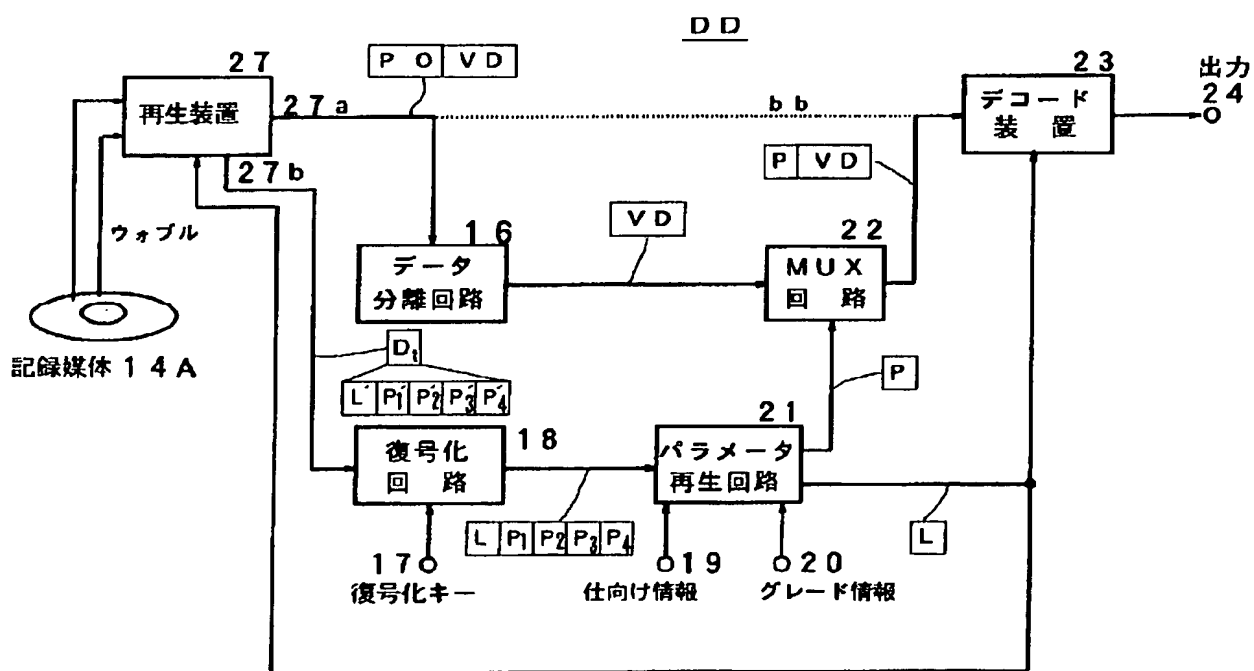 DD
PO VD
27
再生装置
27a
27b
bb
23
デコード
装置
出力
24
P VD
ウォブル
VD
16
データ
分離回路
22
MUX
回路
記録媒体14A
Dt
L' P1' P2' P3' P4'
P
復号化
回路
18
21
パラメータ
再生回路
L P1 P2 P3 P4
L
17
復号化キー
19
仕向け情報
20
グレード情報